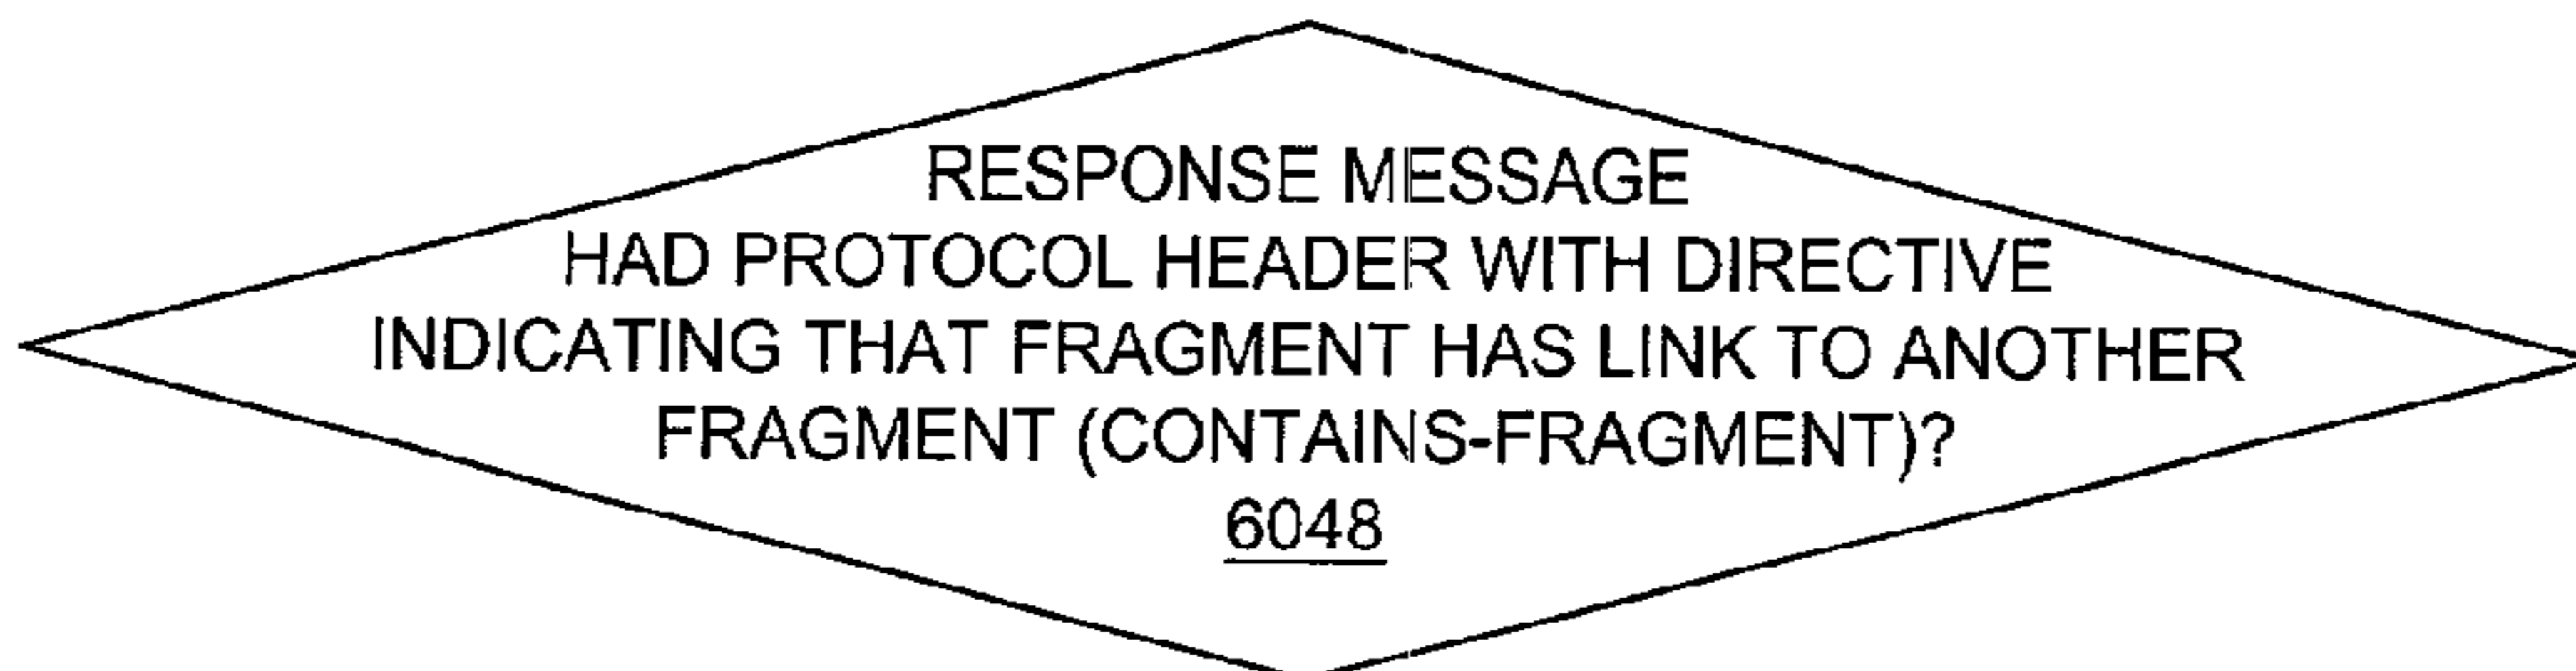 RESPONSE MESSAGE
HAD PROTOCOL HEADER WITH DIRECTIVE
INDICATING THAT FRAGMENT HAS LINK TO ANOTHER
FRAGMENT (CONTAINS-FRAGMENT)?
6048